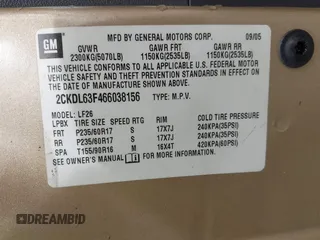 GM
MFD BY GENERAL MOTORS CORP. 09/05
GVWR GAWR FRT GAWR RR
2300KG(5070LB) 1150KG(2535LB) 1150KG(2535LB)
THIS VEHICLE CONFORMS TO ALL APPLICABLE U.S. FEDERAL
MOTOR VEHICLE SAFETY STANDARDS IN EFFECT ON THE DATE
OF MANUFACTURE SHOWN ABOVE.
2CKDL63F466038156 TYPE: M.P.V.
MODEL: LF26
LPBX TIRE SIZE SPEED RTG RIM COLD TIRE PRESSURE
FRT P235/60R17 S 17X7J 240KPA(35PSI)
RR P235/60R17 S 17X7J 240KPA(35PSI)
SPA T155/90R16 M 16X4T 420KPA(60PSI)
SEE OWNER'S MANUAL FOR MORE INFORMATION.
DREAMBID